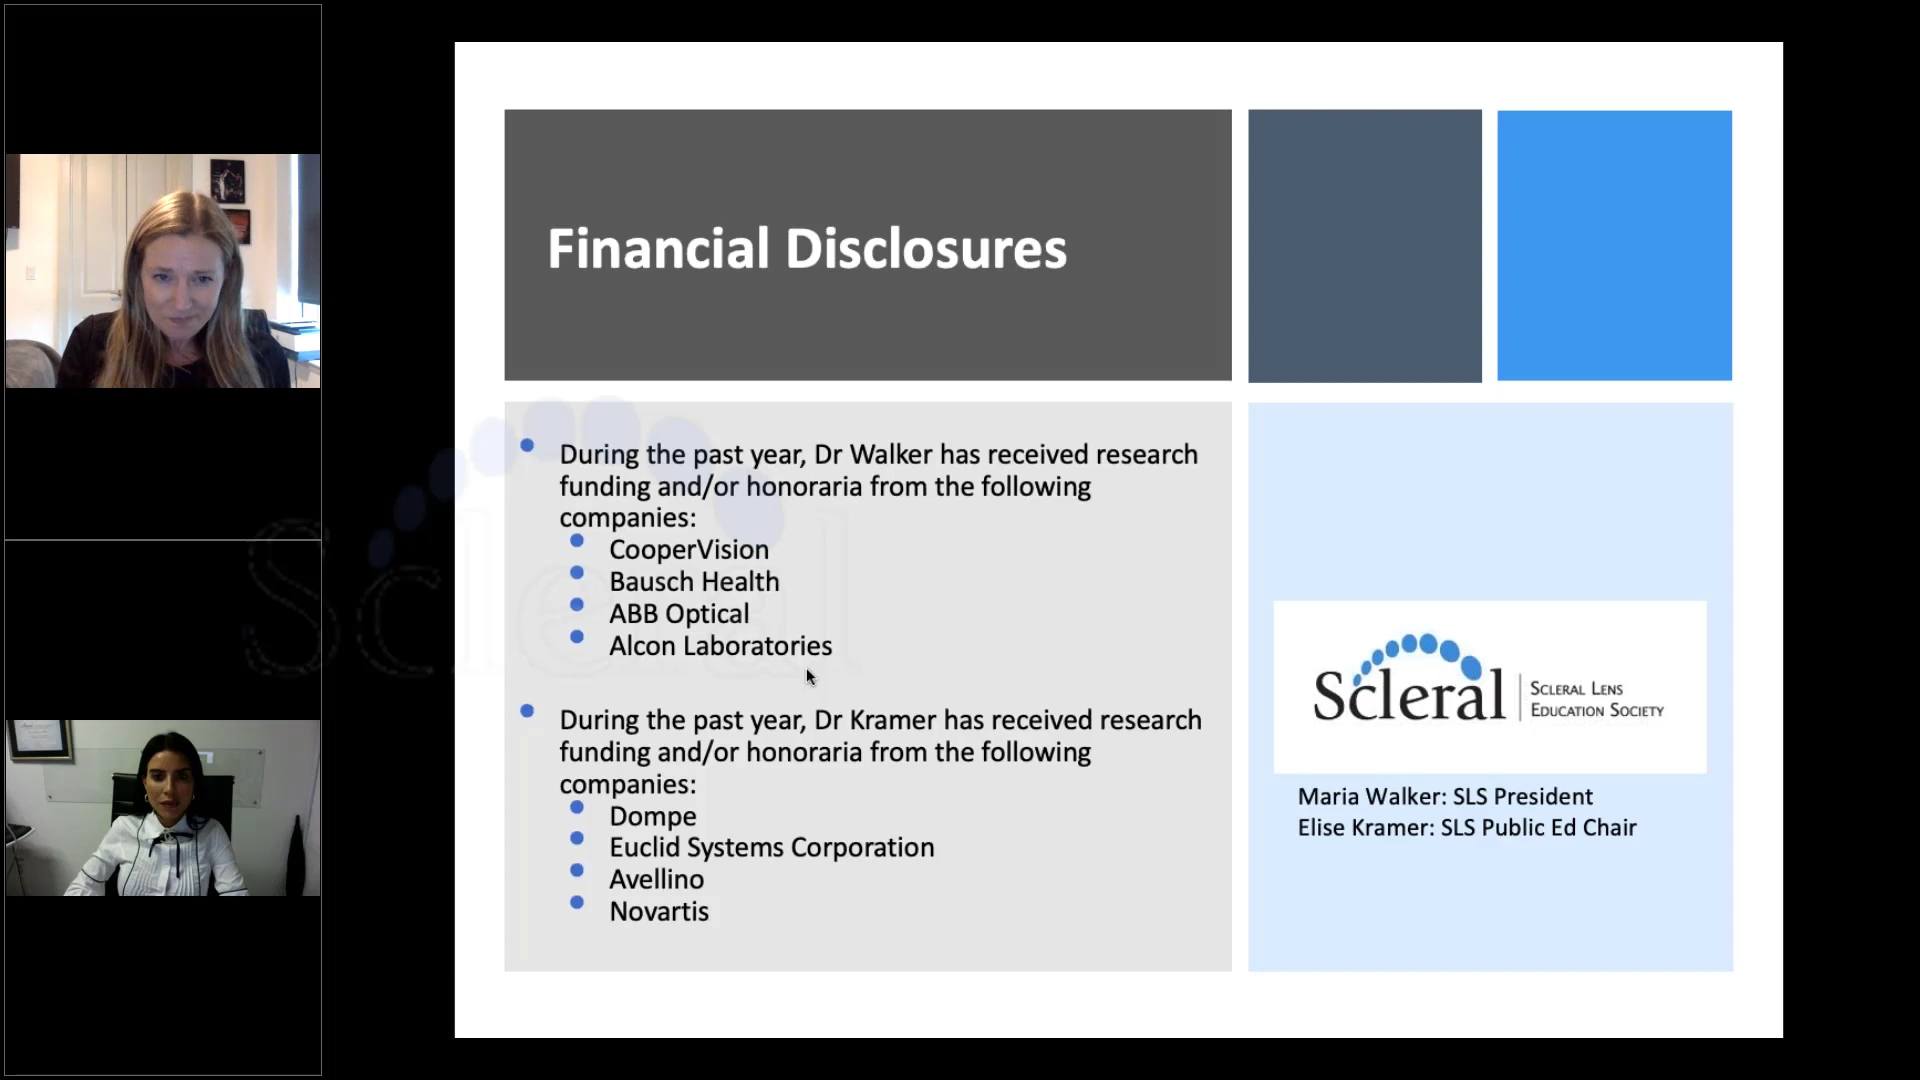 Financial Disclosures
During the past year, Dr Walker has received research
funding and/or honoraria from the following
companies:
CooperVision
Bausch Health
ABB Optical
Alcon Laboratories
During the past year, Dr Kramer has received research
funding and/or honoraria from the following
companies:
Dompe
Euclid Systems Corporation
Avellino
Novartis
Scleral
Scleral
SCLERAL LENS
EDUCATION SOCIETY
Maria Walker: SLS President
Elise Kramer: SLS Public Ed Chair